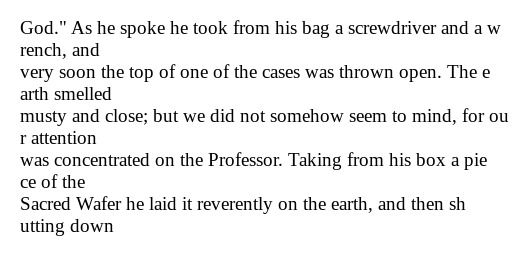 God." As he spoke he took from his bag a screwdriver and a w
rench, and
very soon the top of one of the cases was thrown open. The e
arth smelled
musty and close; but we did not somehow seem to mind, for ou
r attention
was concentrated on the Professor. Taking from his box a pie
ce of the
Sacred Wafer he laid it reverently on the earth, and then sh
utting down